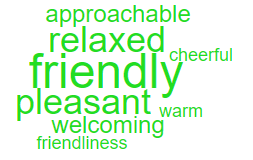 approachable
relaxed
cheerful
friendly
pleasant
warm
welcoming
friendliness